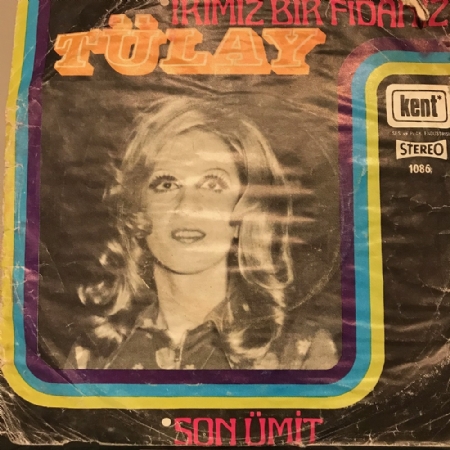 İKİMİZ BİR FİDANIZ
TÜLAY
kent
STEREO
1086
SON ÜMİT